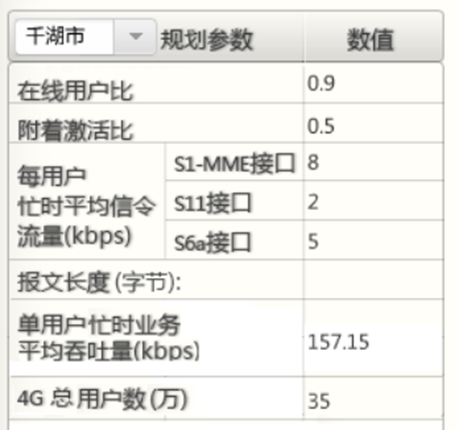 千湖市 规划参数 数值
在线用户比 0.9
附着激活比 0.5
每用户
忙时平均信令
流量(kbps)
S1-MME接口 8
S11接口 2
S6a接口 5
报文长度(字节):
单用户忙时业务
平均吞吐量(kbps)
157.15
4G 总用户数(万) 35